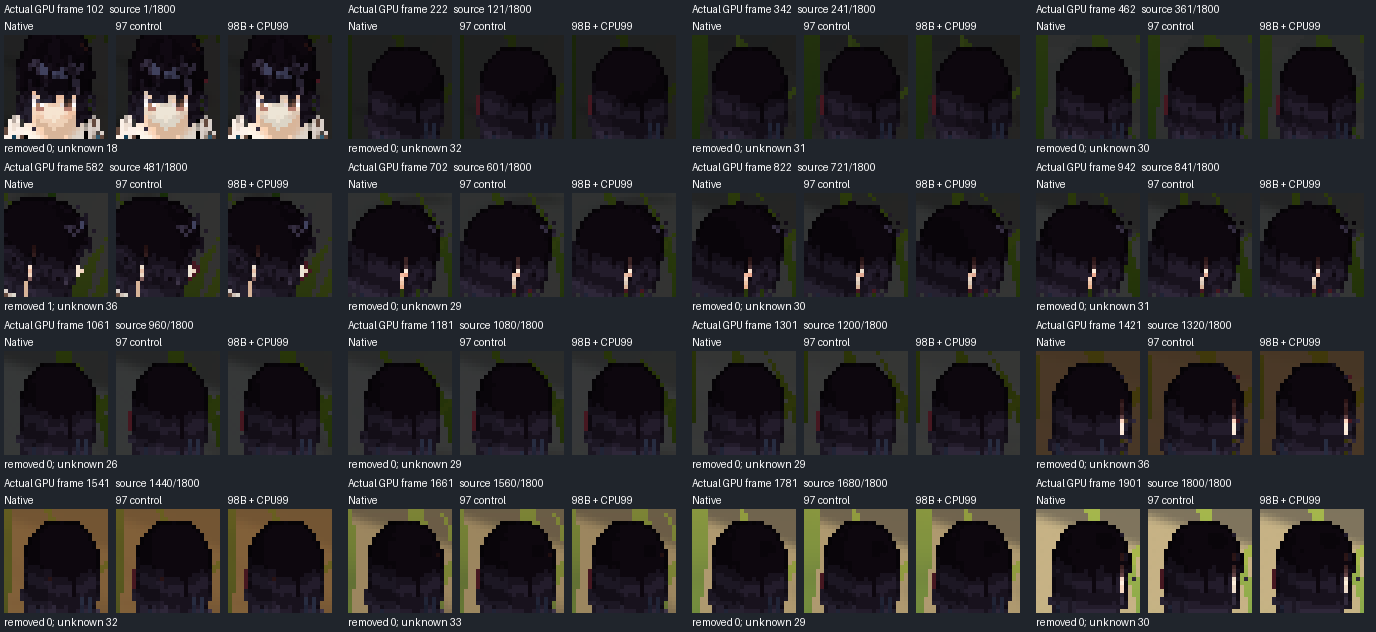 Actual GPU frame 102 source 1/1800
Native 97 control 98B + CPU99
removed 0; unknown 18
Actual GPU frame 222 source 121/1800
Native 97 control 98B + CPU99
removed 0; unknown 32
Actual GPU frame 342 source 241/1800
Native 97 control 98B + CPU99
removed 0; unknown 31
Actual GPU frame 462 source 361/1800
Native 97 control 98B + CPU99
removed 0; unknown 30
Actual GPU frame 582 source 481/1800
Native 97 control 98B + CPU99
removed 1; unknown 36
Actual GPU frame 702 source 601/1800
Native 97 control 98B + CPU99
removed 0; unknown 29
Actual GPU frame 822 source 721/1800
Native 97 control 98B + CPU99
removed 0; unknown 30
Actual GPU frame 942 source 841/1800
Native 97 control 98B + CPU99
removed 0; unknown 31
Actual GPU frame 1061 source 960/1800
Native 97 control 98B + CPU99
removed 0; unknown 26
Actual GPU frame 1181 source 1080/1800
Native 97 control 98B + CPU99
removed 0; unknown 29
Actual GPU frame 1301 source 1200/1800
Native 97 control 98B + CPU99
removed 0; unknown 29
Actual GPU frame 1421 source 1320/1800
Native 97 control 98B + CPU99
removed 0; unknown 36
Actual GPU frame 1541 source 1440/1800
Native 97 control 98B + CPU99
removed 0; unknown 32
Actual GPU frame 1661 source 1560/1800
Native 97 control 98B + CPU99
removed 0; unknown 33
Actual GPU frame 1781 source 1680/1800
Native 97 control 98B + CPU99
removed 0; unknown 29
Actual GPU frame 1901 source 1800/1800
Native 97 control 98B + CPU99
removed 0; unknown 30